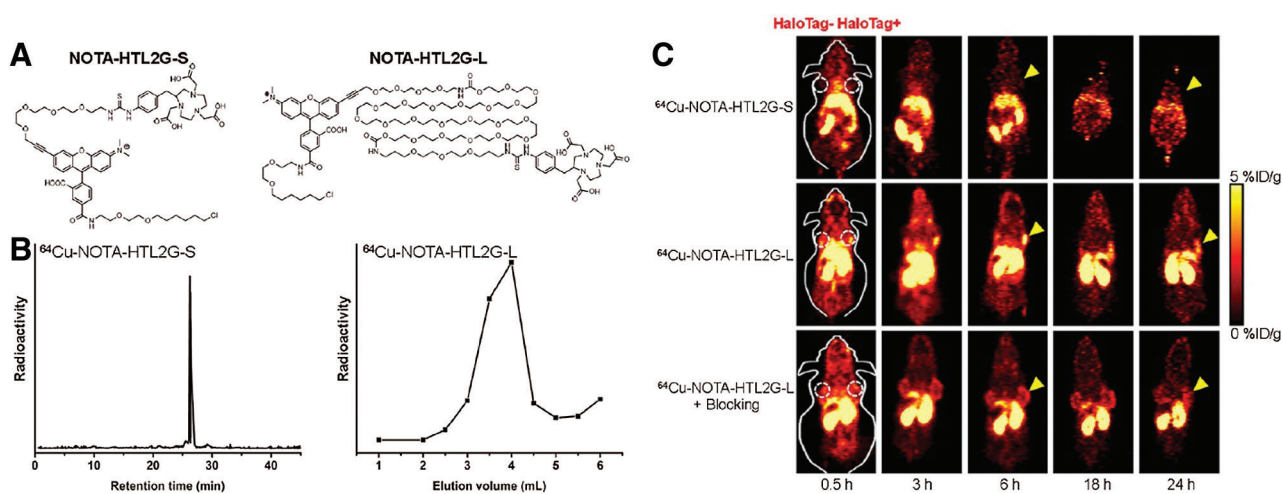 A
NOTA-HTL2G-S
NOTA-HTL2G-L
B
⁶⁴Cu-NOTA-HTL2G-S
Radioactivity
0 10 20 30 40
Retention time (min)
⁶⁴Cu-NOTA-HTL2G-L
Radioactivity
1 2 3 4 5 6
Elution volume (mL)
C
HaloTag- HaloTag+
⁶⁴Cu-NOTA-HTL2G-S
⁶⁴Cu-NOTA-HTL2G-L
⁶⁴Cu-NOTA-HTL2G-L
+ Blocking
5 %ID/g
0 %ID/g
0.5 h 3 h 6 h 18 h 24 h